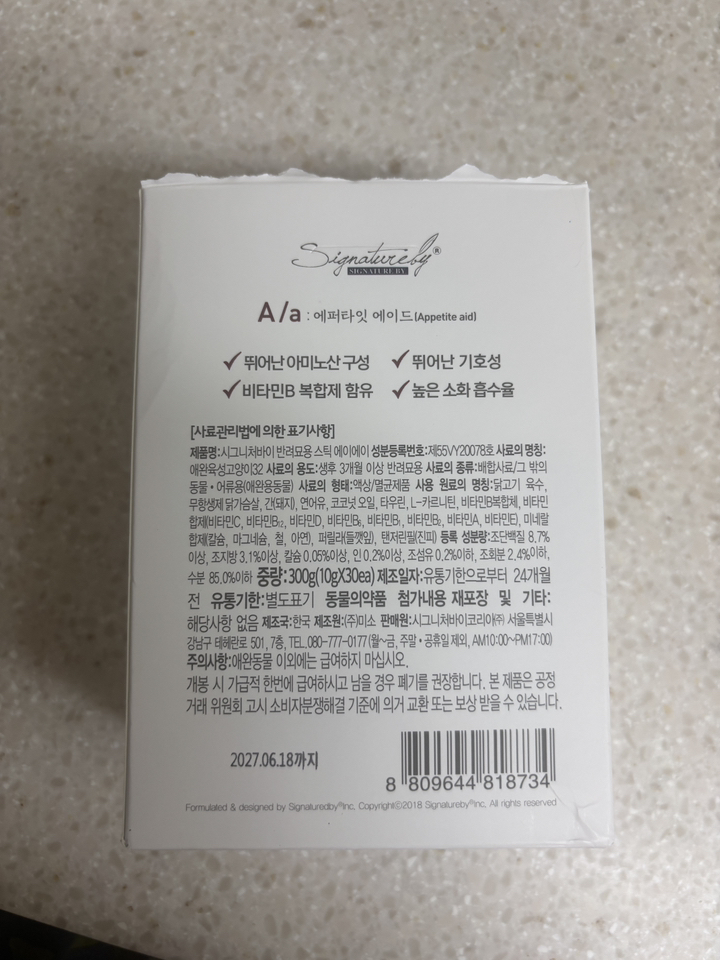 Signatureby®
SIGNATURE BY
A/a : 에퍼타잇 에이드(Appetite aid)
✓뛰어난 아미노산 구성 ✓뛰어난 기호성
✓비타민B 복합제 함유 ✓높은 소화 흡수율
[사료관리법에 의한 표기사항]
제품명:시그니처바이 반려묘용 스틱 에이에이 성분등록번호:제55VY20078호 사료의 명칭:
애완육성고양이32 사료의 용도:생후 3개월 이상 반려묘용 사료의 종류:배합사료/그 밖의
동물·어류용(애완용동물) 사료의 형태:액상/멸균제품 사용 원료의 명칭:닭고기 육수,
무항생제 닭가슴살, 간(돼지), 연어유, 코코넛 오일, 타우린, L-카르니틴, 비타민B복합체, 비타민
합제(비타민C, 비타민B₁₂, 비타민D, 비타민B₆, 비타민B₁, 비타민B₂, 비타민A, 비타민E), 미네랄
합제(칼슘, 마그네슘, 철, 아연), 퍼릴라(들깻잎), 탠저린필(진피) 등록 성분량:조단백질 8.7%
이상, 조지방 3.1%이상, 칼슘 0.05%이상, 인 0.2%이상, 조섬유 0.2%이하, 조회분 2.4%이하,
수분 85.0%이하 중량:300g(10gX30ea) 제조일자:유통기한으로부터 24개월
전 유통기한:별도표기 동물의약품 첨가내용 재포장 및 기타:
해당사항 없음 제조국:한국 제조원:(주)미소 판매원:시그니처바이코리아㈜ 서울특별시
강남구 테헤란로 501, 7층, TEL.080-777-0177(월~금, 주말·공휴일 제외, AM10:00~PM17:00)
주의사항:애완동물 이외에는 급여하지 마십시오.
개봉 시 가급적 한번에 급여하시고 남을 경우 폐기를 권장합니다. 본 제품은 공정
거래 위원회 고시 소비자분쟁해결 기준에 의거 교환 또는 보상 받을 수 있습니다.
2027.06.18까지
8 809644 818734
Formulated & designed by Signaturedby®Inc. Copyrightⓒ2018 Signatureby®Inc, All rights reserved